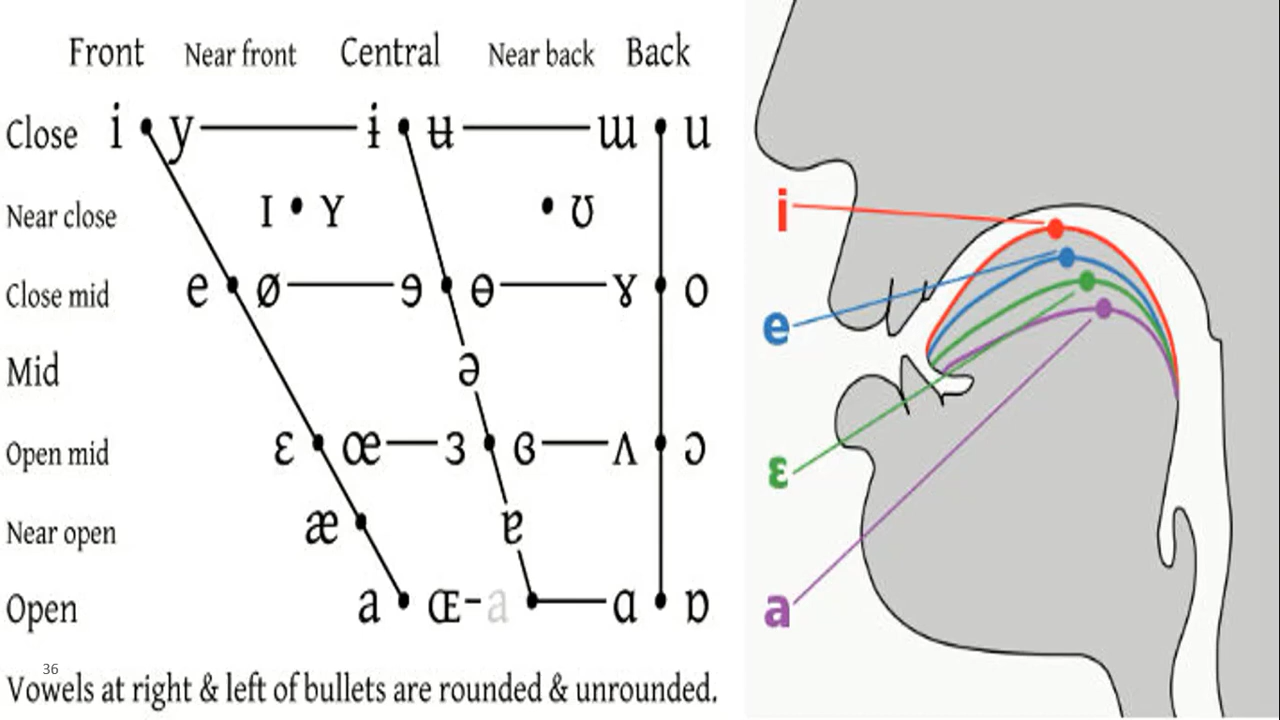 Front Near front Central Near back Back
Close i y ɨ ʉ ɯ u
Near close ɪ ʏ ʊ
Close mid e ø ɘ ɵ ɤ o
Mid ə
Open mid ɛ œ ɜ ɞ ʌ ɔ
Near open æ ɐ
Open a ɶ a ɑ ɒ
36
Vowels at right & left of bullets are rounded & unrounded.
i
e
ɛ
a